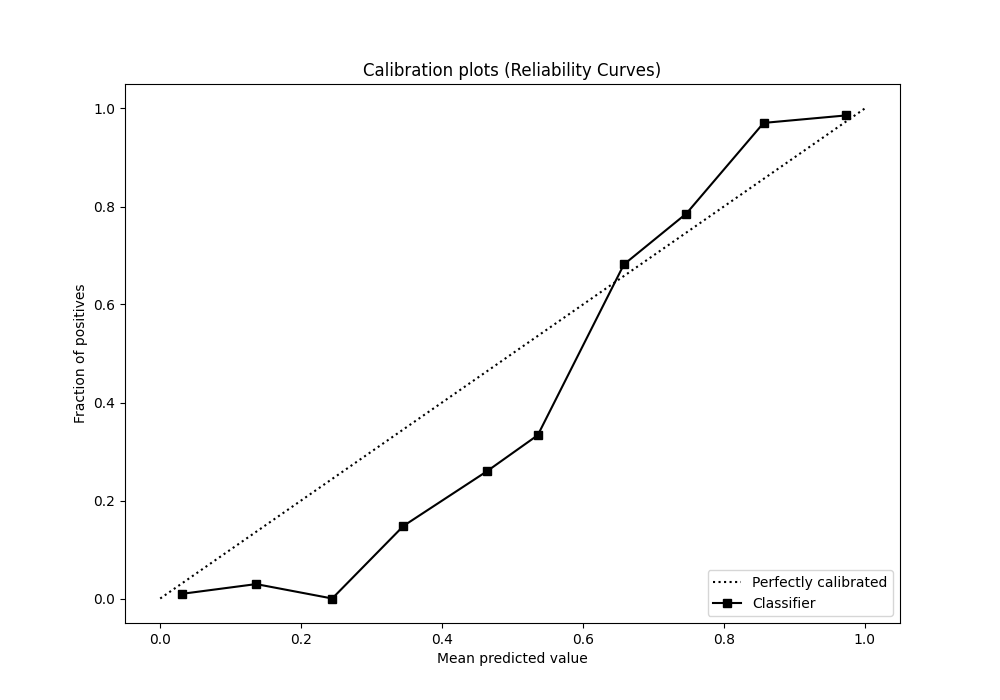 Calibration plots (Reliability Curves)
1.0
0.8
0.6
0.4
0.2
0.0
Fraction of positives
0.0 0.2 0.4 0.6 0.8 1.0
Mean predicted value
Perfectly calibrated
Classifier